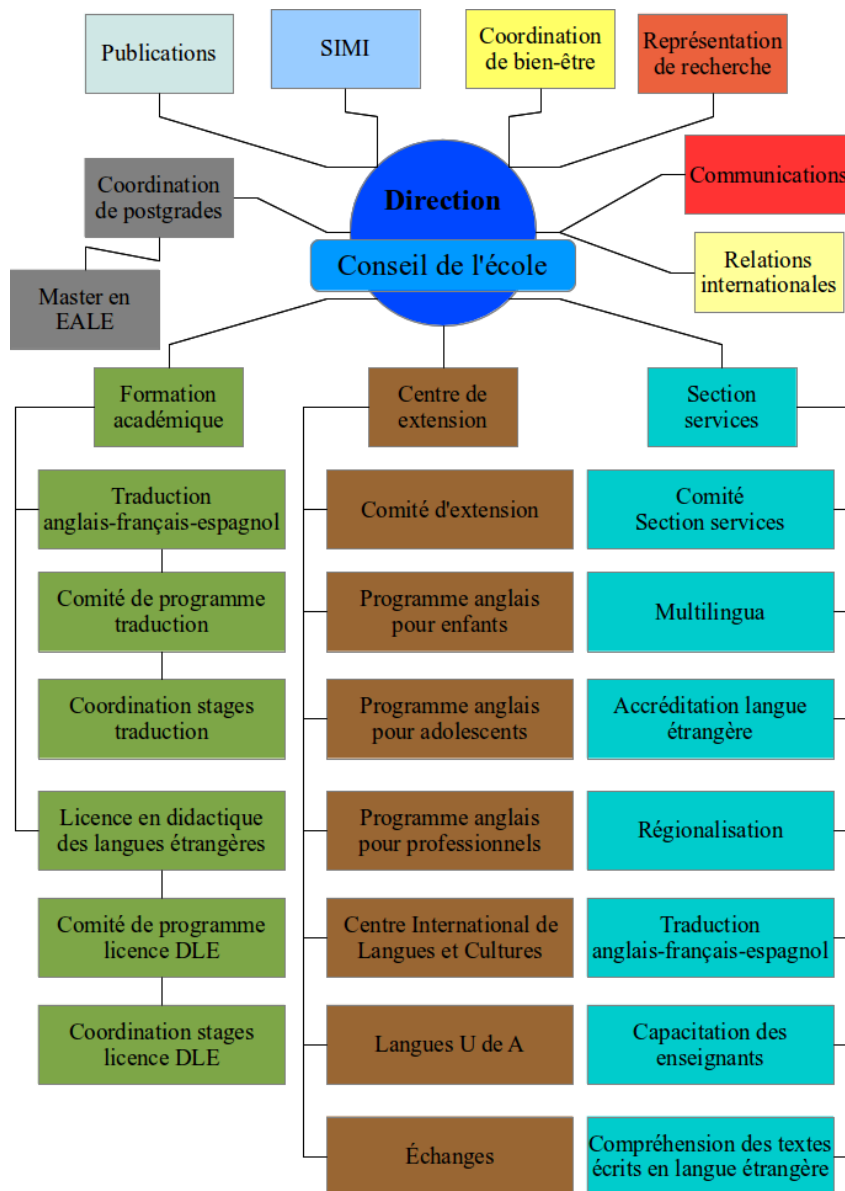 Publications
SIMI
Coordination
de bien-être
Représentation
de recherche
Coordination
de postgrades
Direction
Communications
Conseil de l'école
Relations
internationales
Master en
EALE
Formation
académique
Centre de
extension
Section
services
Traduction
anglais-français-espagnol
Comité d'extension
Comité
Section services
Comité de programme
traduction
Programme anglais
pour enfants
Multilingua
Coordination stages
traduction
Programme anglais
pour adolescents
Accréditation langue
étrangère
Licence en didactique
des langues étrangères
Programme anglais
pour professionnels
Régionalisation
Comité de programme
licence DLE
Centre International de
Langues et Cultures
Traduction
anglais-français-espagnol
Coordination stages
licence DLE
Langues U de A
Capacitation des
enseignants
Échanges
Compréhension des textes
écrits en langue étrangère